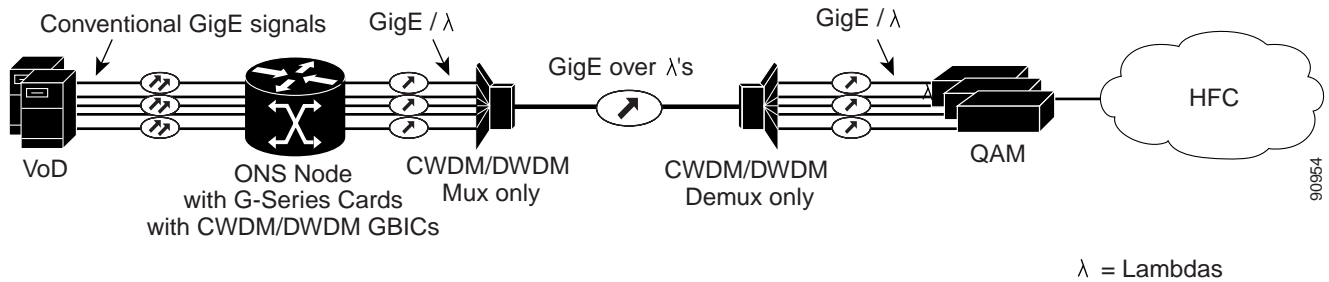 Conventional GigE signals
GigE / λ
GigE over λ's
GigE / λ
λ
HFC
VoD
ONS Node
with G-Series Cards
with CWDM/DWDM GBICs
CWDM/DWDM
Mux only
CWDM/DWDM
Demux only
QAM
90954
λ = Lambdas